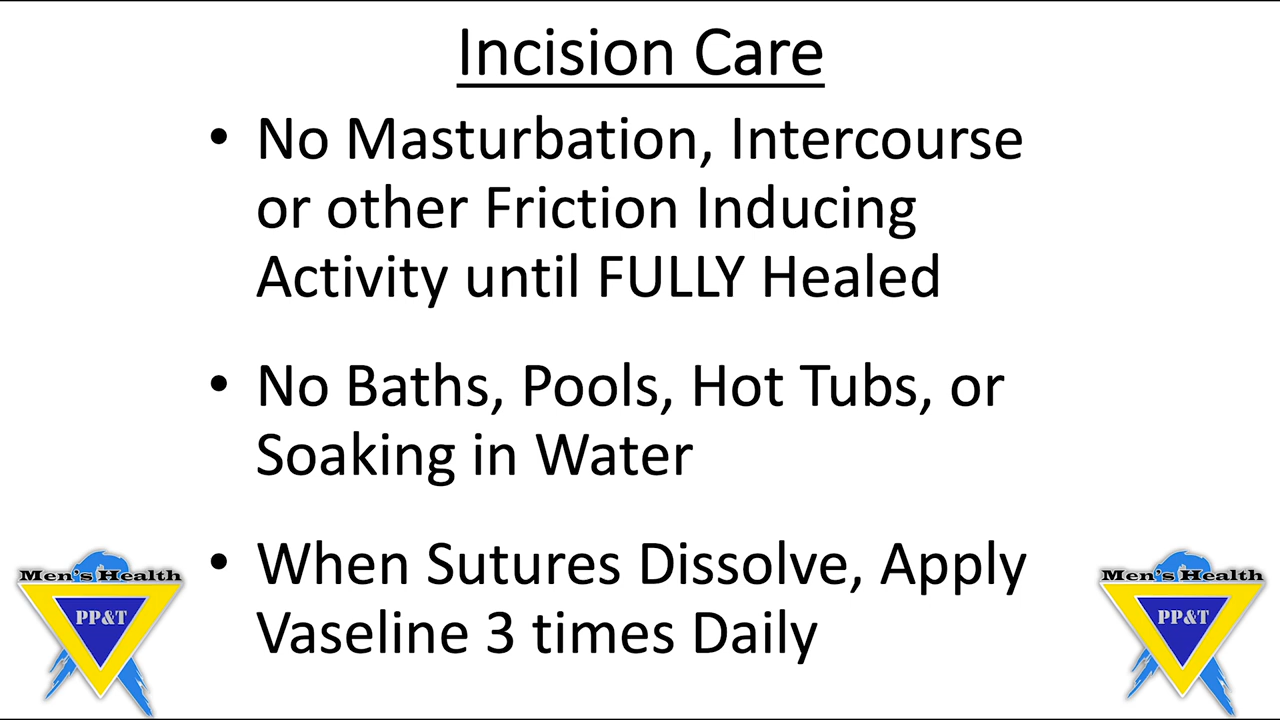 Incision Care
• No Masturbation, Intercourse
or other Friction Inducing
Activity until FULLY Healed
• No Baths, Pools, Hot Tubs, or
Soaking in Water
• When Sutures Dissolve, Apply
Vaseline 3 times Daily
Men's Health
PP&T
Men's Health
PP&T